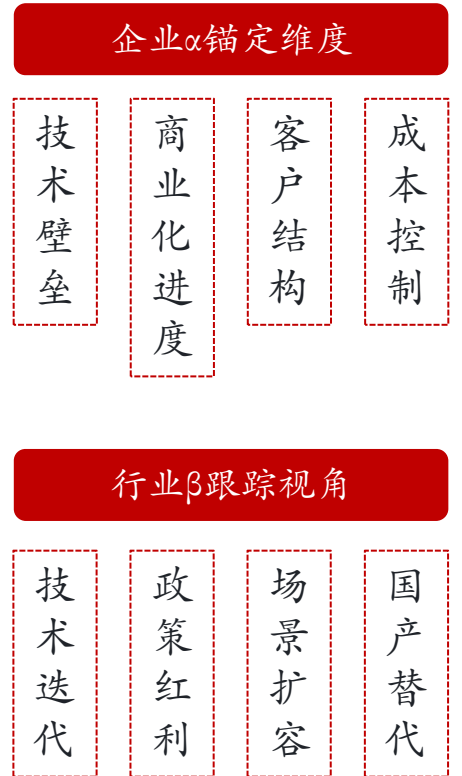 企业α锚定维度
技术壁垒
商业化进度
客户结构
成本控制
行业β跟踪视角
技术迭代
政策红利
场景扩容
国产替代